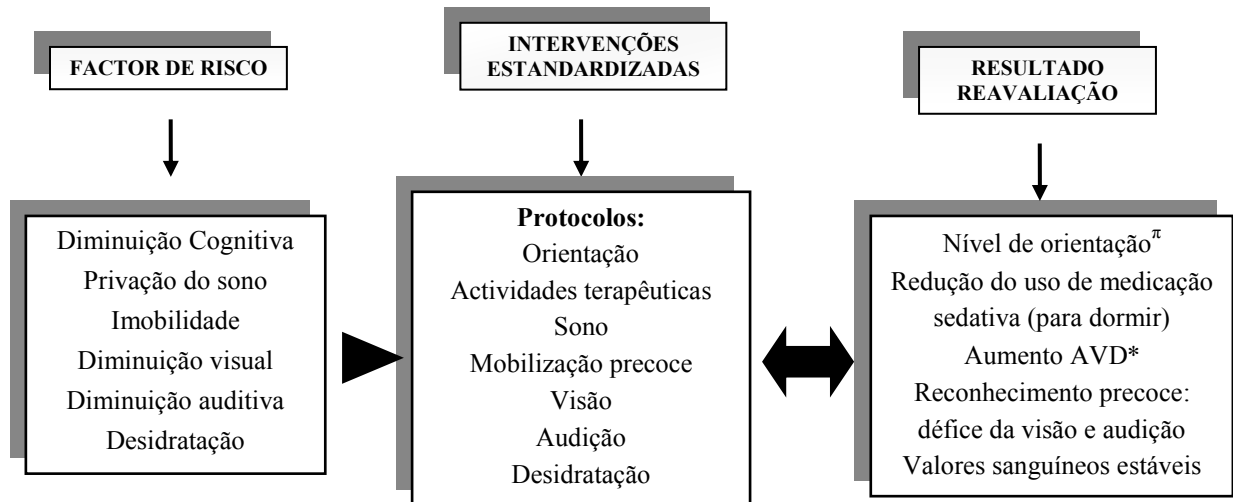 FACTOR DE RISCO
INTERVENÇÕES
ESTANDARDIZADAS
RESULTADO
REAVALIAÇÃO
Diminuição Cognitiva
Privação do sono
Imobilidade
Diminuição visual
Diminuição auditiva
Desidratação
Protocolos:
Orientação
Actividades terapêuticas
Sono
Mobilização precoce
Visão
Audição
Desidratação
Nível de orientação^π
Redução do uso de medicação
sedativa (para dormir)
Aumento AVD*
Reconhecimento precoce:
défice da visão e audição
Valores sanguíneos estáveis